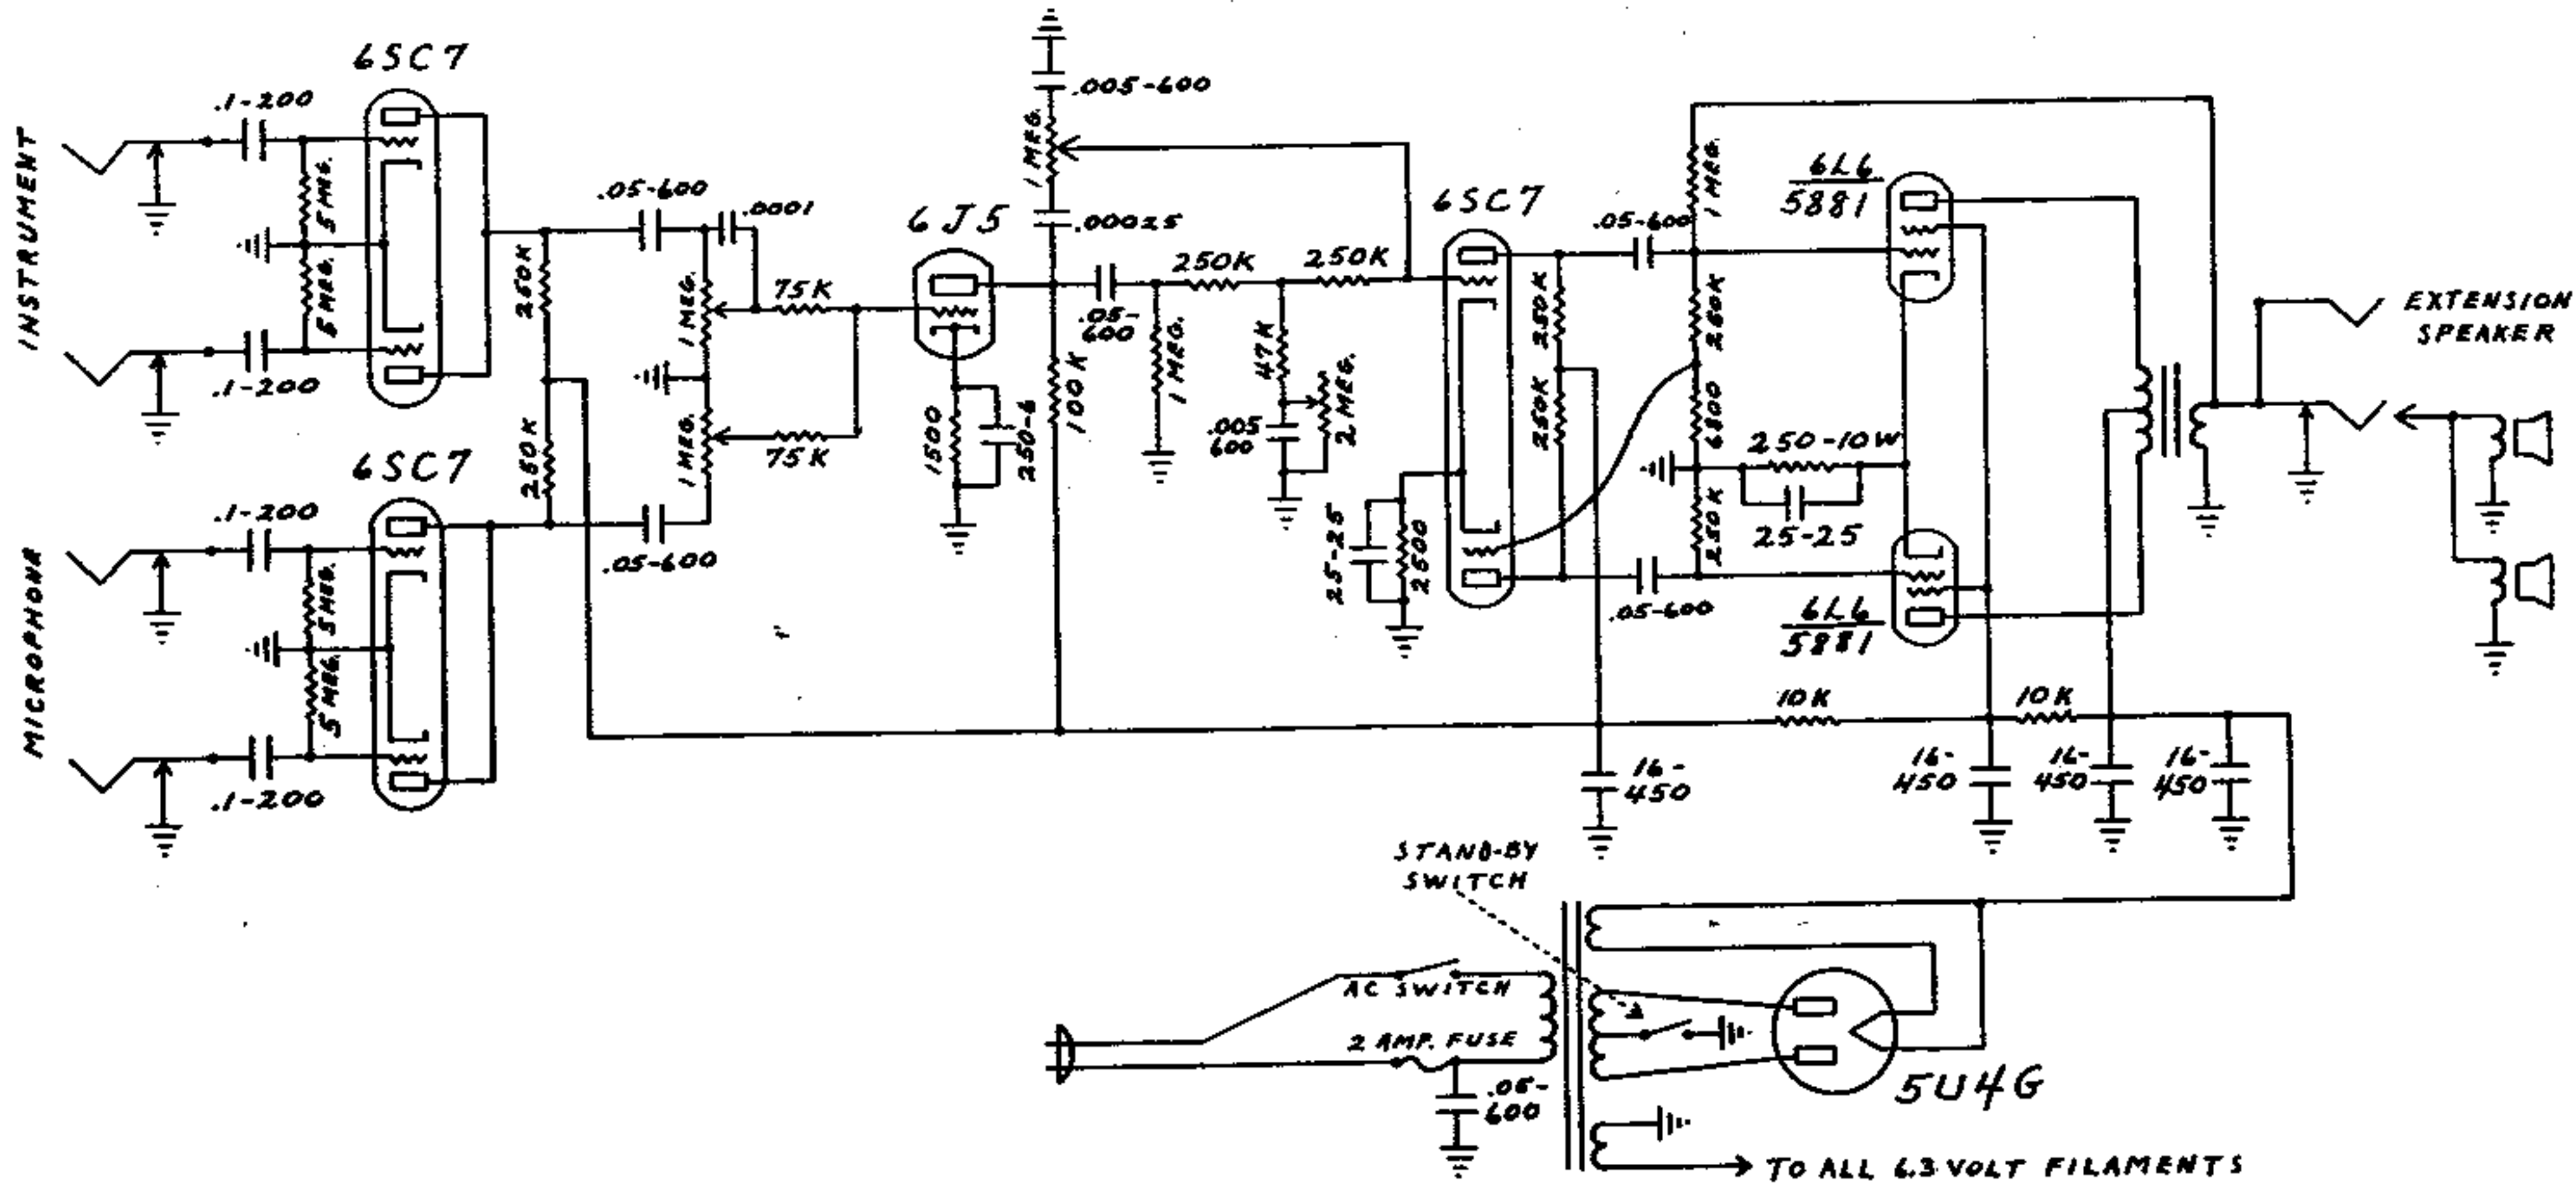 INSTRUMENT
.1-200
6SC7
5 MEG.
5 MEG.
.1-200
250K
250K
.05-600
.0001
1 MEG.
1 MEG.
75K
75K
.05-600
MICROPHONE
.1-200
6SC7
5 MEG.
5 MEG.
.1-200
6J5
1500
250-6
.005-600
1 MEG.
.00025
100K
.05-
600
1 MEG.
250K
250K
47K
.005
600
2 MEG.
6SC7
25-25
2500
250K
250K
.05-600
.05-600
1 MEG.
250K
6800
250K
250-10W
25-25
6L6
5881
6L6
5881
EXTENSION
SPEAKER
10K
10K
16-
450
16-
450
16-
450
16-
450
STAND-BY
SWITCH
AC SWITCH
2 AMP. FUSE
.05-
600
5U4G
TO ALL 6.3 VOLT FILAMENTS